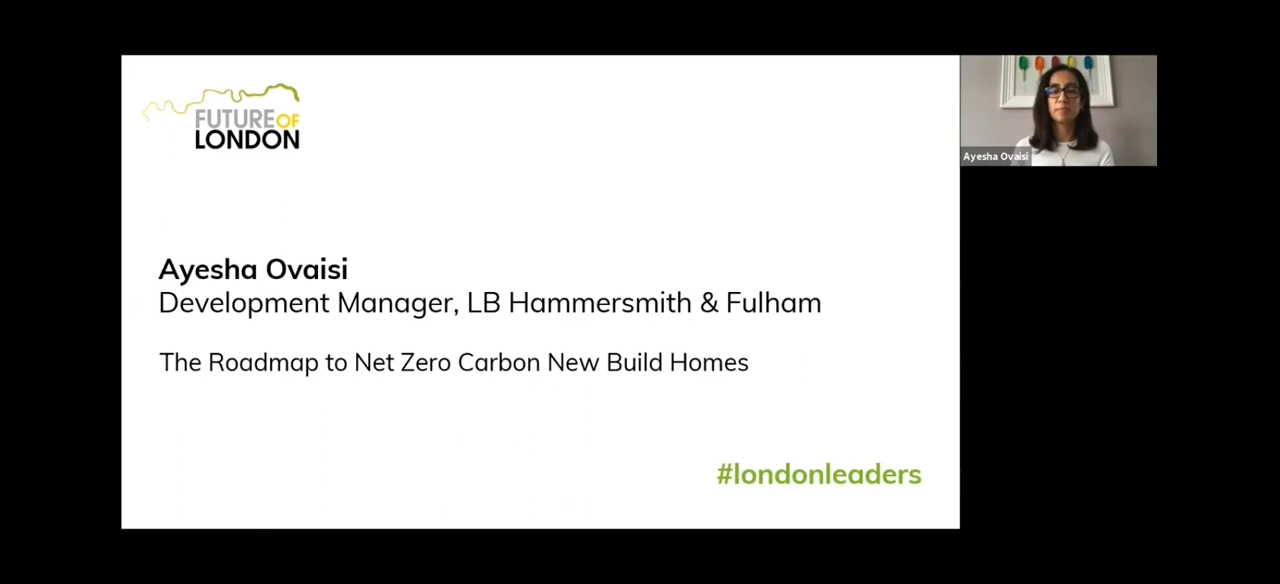 FUTURE OF
LONDON
Ayesha Ovaisi
Ayesha Ovaisi
Development Manager, LB Hammersmith & Fulham
The Roadmap to Net Zero Carbon New Build Homes
#londonleaders